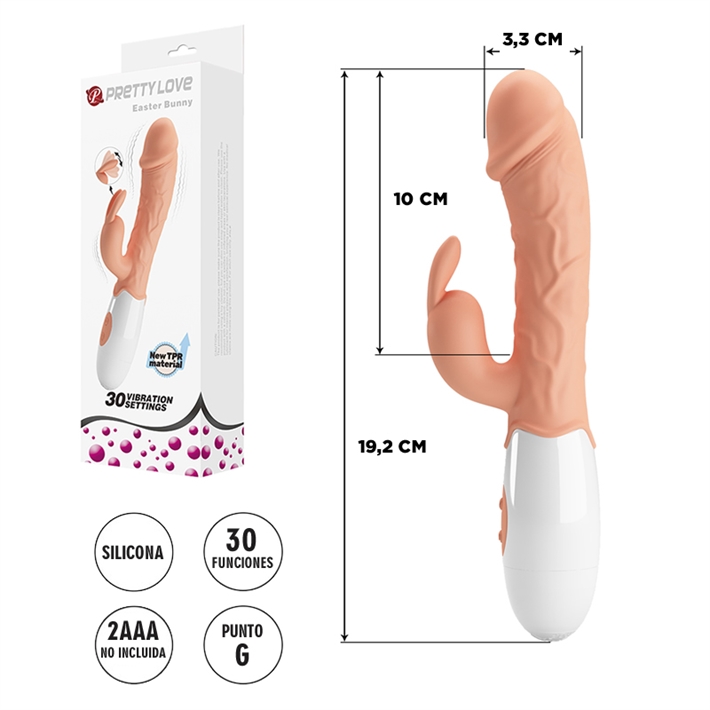 PRETTY LOVE
Easter Bunny
New TPR
material
30 VIBRATION
SETTINGS
3,3 CM
10 CM
19,2 CM
SILICONA
30
FUNCIONES
2AAA
NO INCLUIDA
PUNTO
G